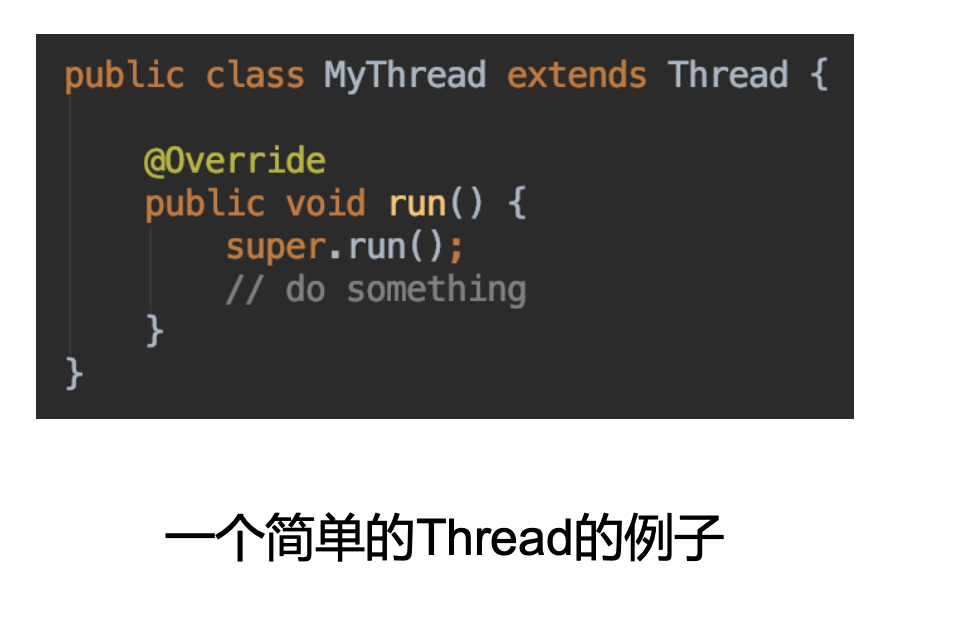 public class MyThread extends Thread {
@Override
public void run() {
super.run();
// do something
}
}
一个简单的Thread的例子